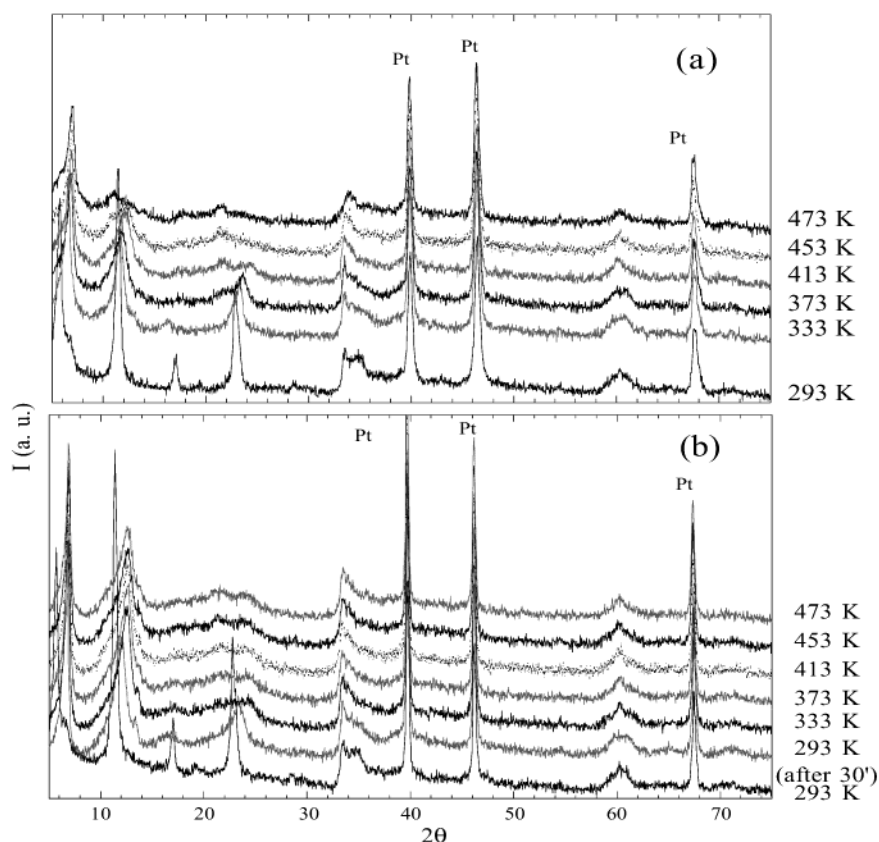 Pt
Pt
(a)
Pt
473 K
453 K
413 K
373 K
333 K
293 K
I (a. u.)
Pt
Pt
(b)
Pt
473 K
453 K
413 K
373 K
333 K
293 K
(after 30')
293 K
10 20 30 40 50 60 70
2θ